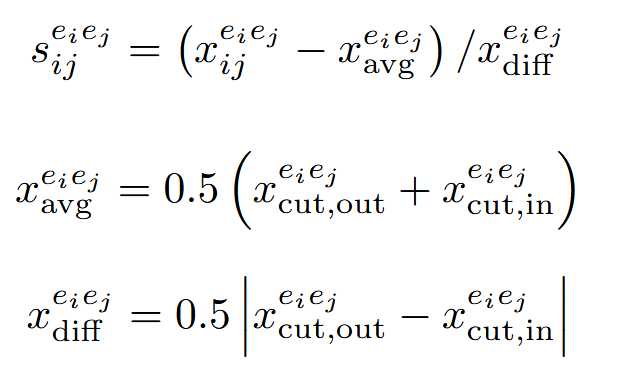 $s_{ij}^{e_i e_j} = \left( x_{ij}^{e_i e_j} - x_{\text{avg}}^{e_i e_j} \right) / x_{\text{diff}}^{e_i e_j}$
$x_{\text{avg}}^{e_i e_j} = 0.5 \left( x_{\text{cut,out}}^{e_i e_j} + x_{\text{cut,in}}^{e_i e_j} \right)$
$x_{\text{diff}}^{e_i e_j} = 0.5 \left| x_{\text{cut,out}}^{e_i e_j} - x_{\text{cut,in}}^{e_i e_j} \right|$